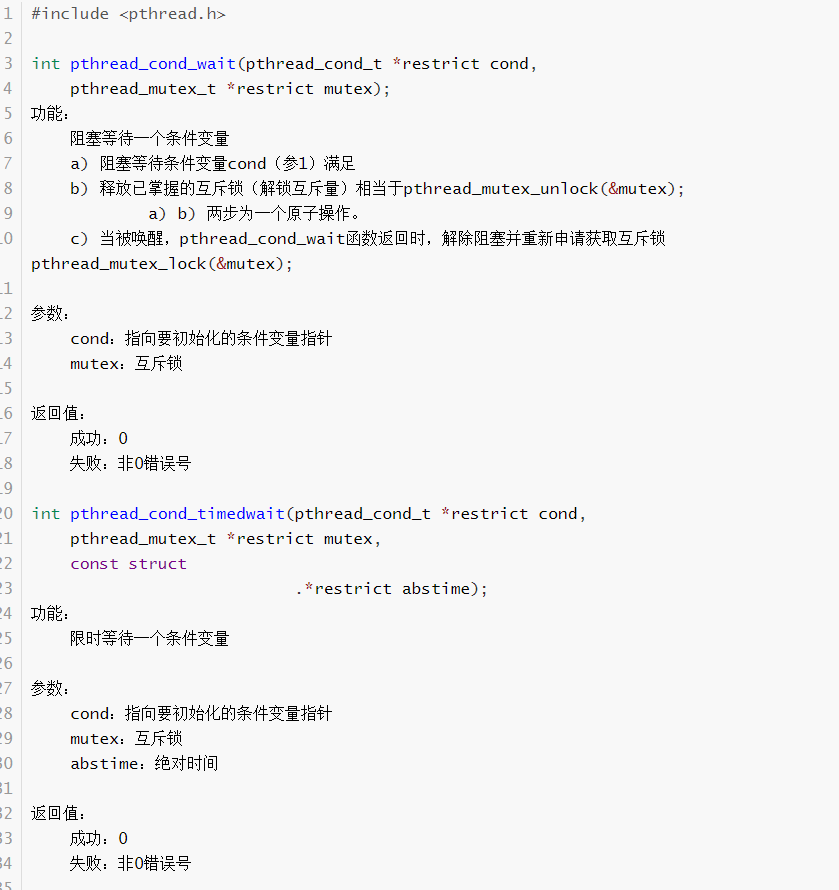 1 #include <pthread.h>
2
3 int pthread_cond_wait(pthread_cond_t *restrict cond,
4     pthread_mutex_t *restrict mutex);
5 功能：
6     阻塞等待一个条件变量
7     a) 阻塞等待条件变量cond（参1）满足
8     b) 释放已掌握的互斥锁（解锁互斥量）相当于pthread_mutex_unlock(&mutex);
9             a) b) 两步为一个原子操作。
10     c) 当被唤醒，pthread_cond_wait函数返回时，解除阻塞并重新申请获取互斥锁
pthread_mutex_lock(&mutex);
11
12 参数：
13     cond：指向要初始化的条件变量指针
14     mutex：互斥锁
15
16 返回值：
17     成功：0
18     失败：非0错误号
19
20 int pthread_cond_timedwait(pthread_cond_t *restrict cond,
21     pthread_mutex_t *restrict mutex,
22     const struct
23                            .*restrict abstime);
24 功能：
25     限时等待一个条件变量
26
27 参数：
28     cond：指向要初始化的条件变量指针
29     mutex：互斥锁
30     abstime：绝对时间
31
32 返回值：
33     成功：0
34     失败：非0错误号
35